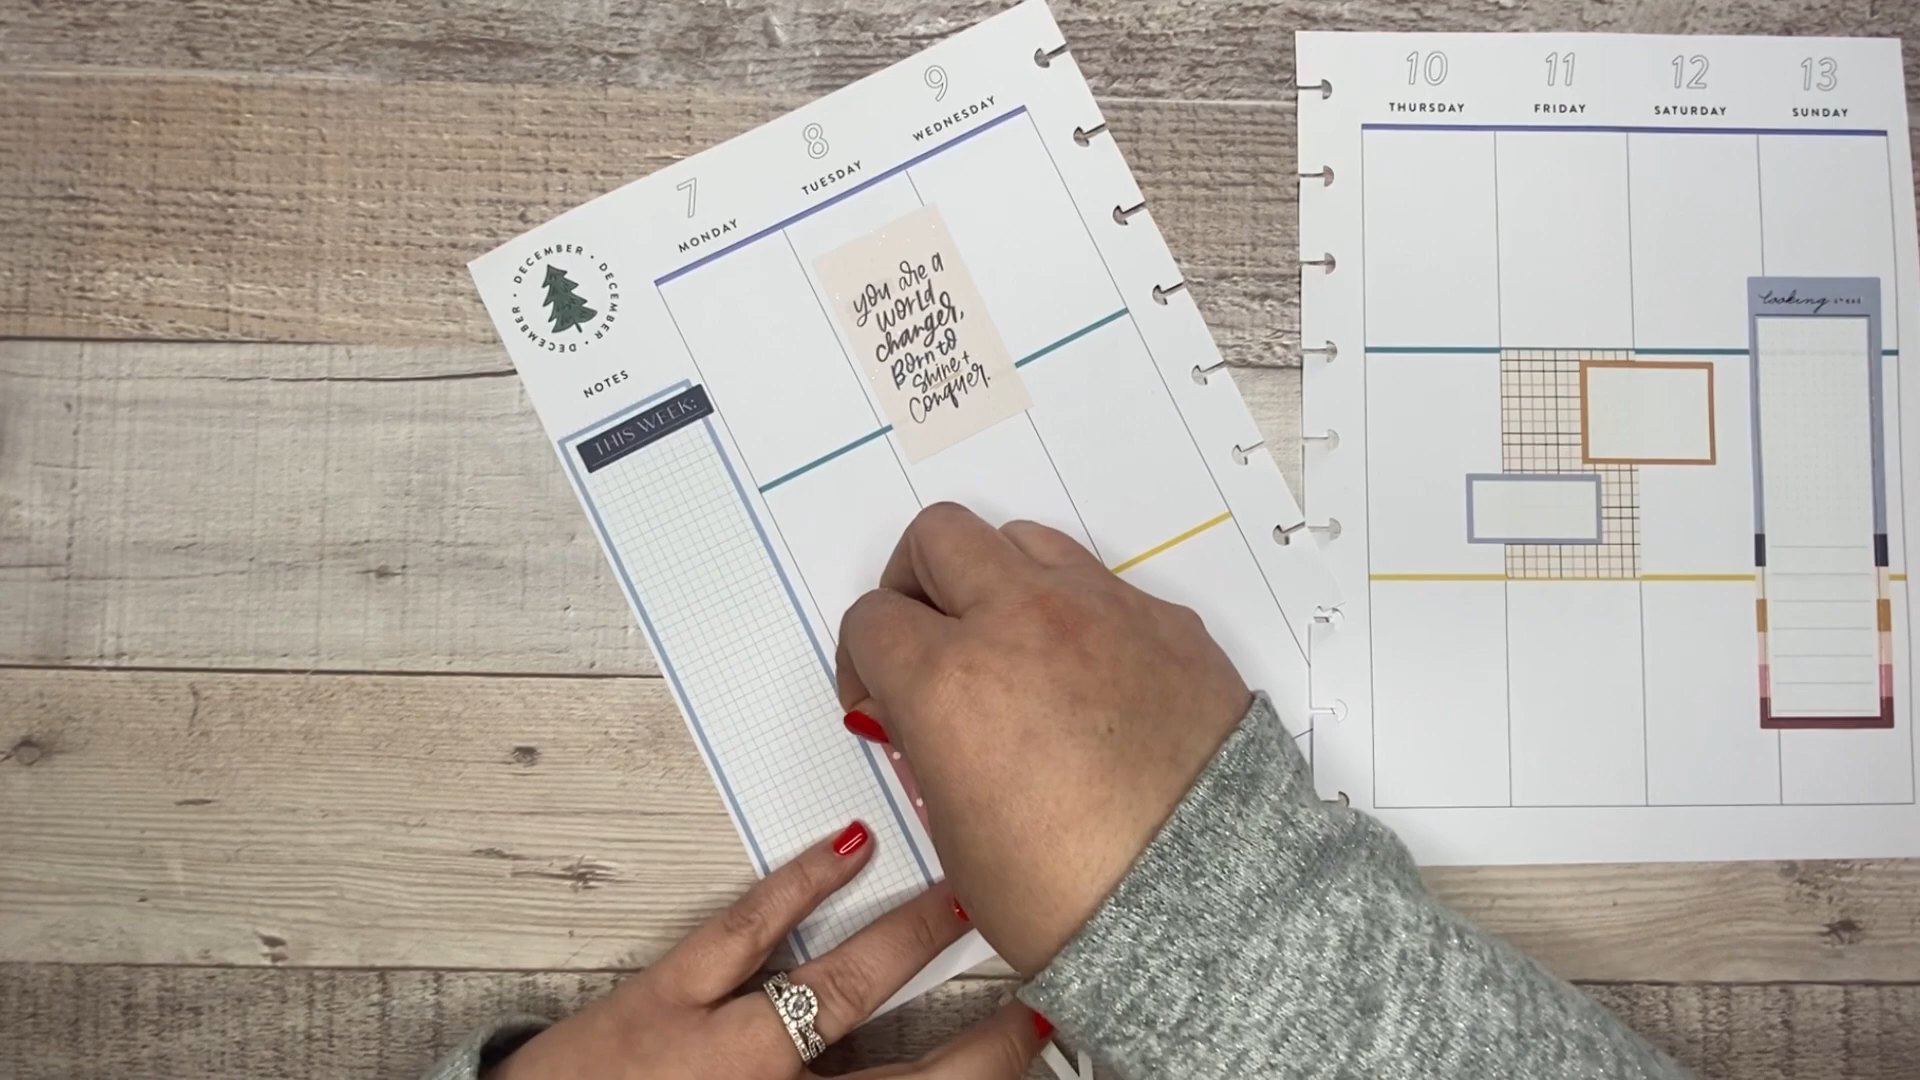 7
8
9
MONDAY
TUESDAY
WEDNESDAY
DECEMBER • DECEMBER • DECEMBER • DECEMBER •
NOTES
THIS WEEK:
you are a
world
changer,
Born to
shine +
conquer.
10
11
12
13
THURSDAY
FRIDAY
SATURDAY
SUNDAY
looking